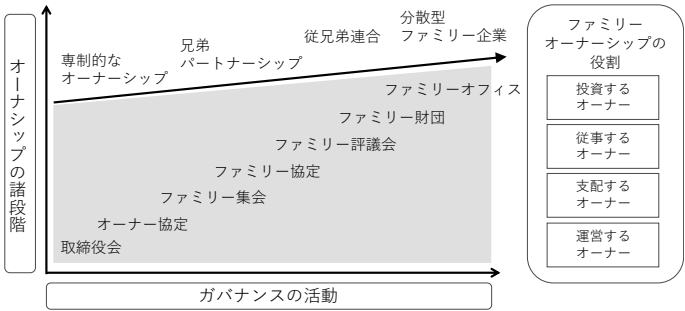 オーナシップの諸段階
専制的な
オーナーシップ
兄弟
パートナーシップ
従兄弟連合
分散型
ファミリー企業
ファミリーオフィス
ファミリー財団
ファミリー評議会
ファミリー協定
ファミリー集会
オーナー協定
取締役会
ガバナンスの活動
ファミリー
オーナーシップの
役割
投資する
オーナー
従事する
オーナー
支配する
オーナー
運営する
オーナー